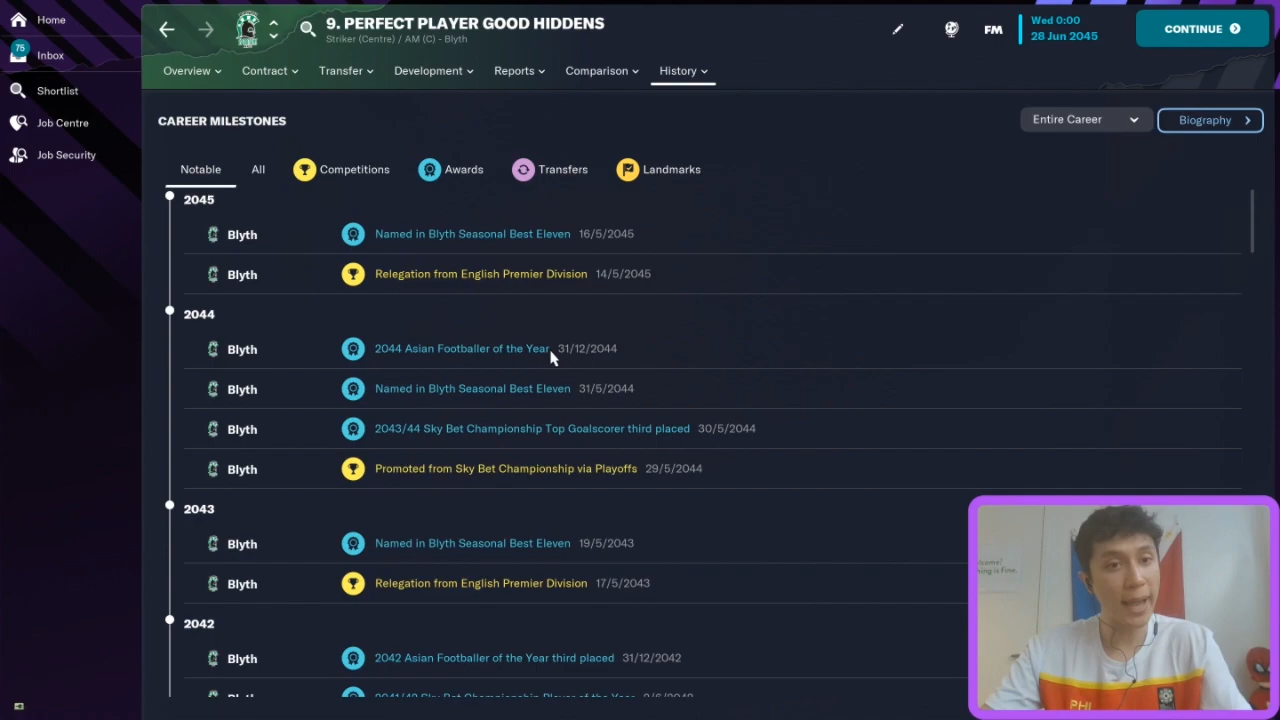 Home
75
Inbox
Shortlist
Job Centre
Job Security
9. PERFECT PLAYER GOOD HIDDENS
Striker (Centre) / AM (C) - Blyth
FM
Wed 0:00
28 Jun 2045
CONTINUE
Overview
Contract
Transfer
Development
Reports
Comparison
History
CAREER MILESTONES
Entire Career
Biography
Notable
All
Competitions
Awards
Transfers
Landmarks
2045
Blyth Named in Blyth Seasonal Best Eleven 16/5/2045
Blyth Relegation from English Premier Division 14/5/2045
2044
Blyth 2044 Asian Footballer of the Year 31/12/2044
Blyth Named in Blyth Seasonal Best Eleven 31/5/2044
Blyth 2043/44 Sky Bet Championship Top Goalscorer third placed 30/5/2044
Blyth Promoted from Sky Bet Championship via Playoffs 29/5/2044
2043
Blyth Named in Blyth Seasonal Best Eleven 19/5/2043
Blyth Relegation from English Premier Division 17/5/2043
2042
Blyth 2042 Asian Footballer of the Year third placed 31/12/2042
PHI